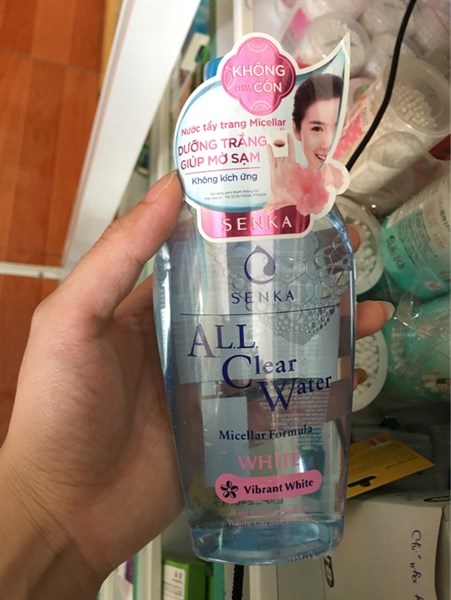 KHÔNG
CỒN
Nước tẩy trang Micellar
DƯỠNG TRẮNG
GIÚP MỜ SẠM
Không kích ứng
SENKA
SENKA
ALL
Clear
Water
Micellar Formula
WHITE
Vibrant White